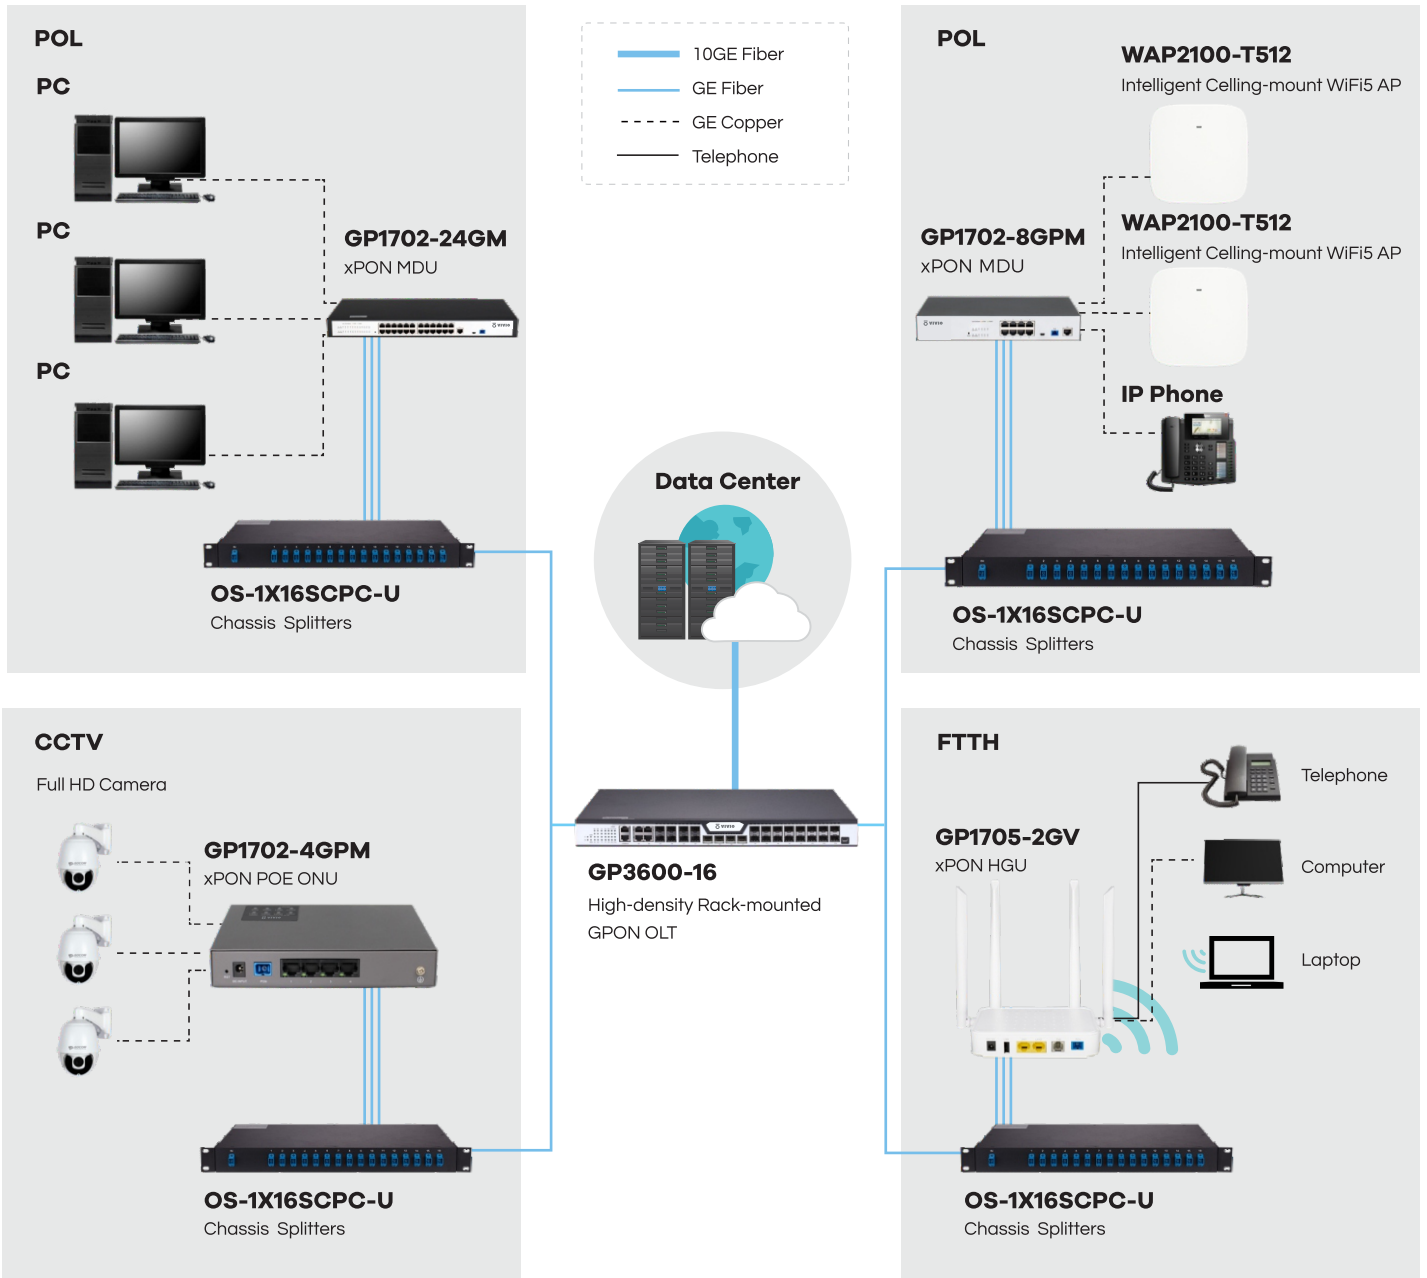 POL
PC
PC
PC
GP1702-24GM
xPON MDU
OS-1X16SCPC-U
Chassis Splitters
10GE Fiber
GE Fiber
GE Copper
Telephone
POL
WAP2100-T512
Intelligent Celling-mount WiFi5 AP
WAP2100-T512
Intelligent Celling-mount WiFi5 AP
GP1702-8GPM
xPON MDU
IP Phone
OS-1X16SCPC-U
Chassis Splitters
Data Center
GP3600-16
High-density Rack-mounted
GPON OLT
CCTV
Full HD Camera
GP1702-4GPM
xPON POE ONU
OS-1X16SCPC-U
Chassis Splitters
FTTH
GP1705-2GV
xPON HGU
Telephone
Computer
Laptop
OS-1X16SCPC-U
Chassis Splitters